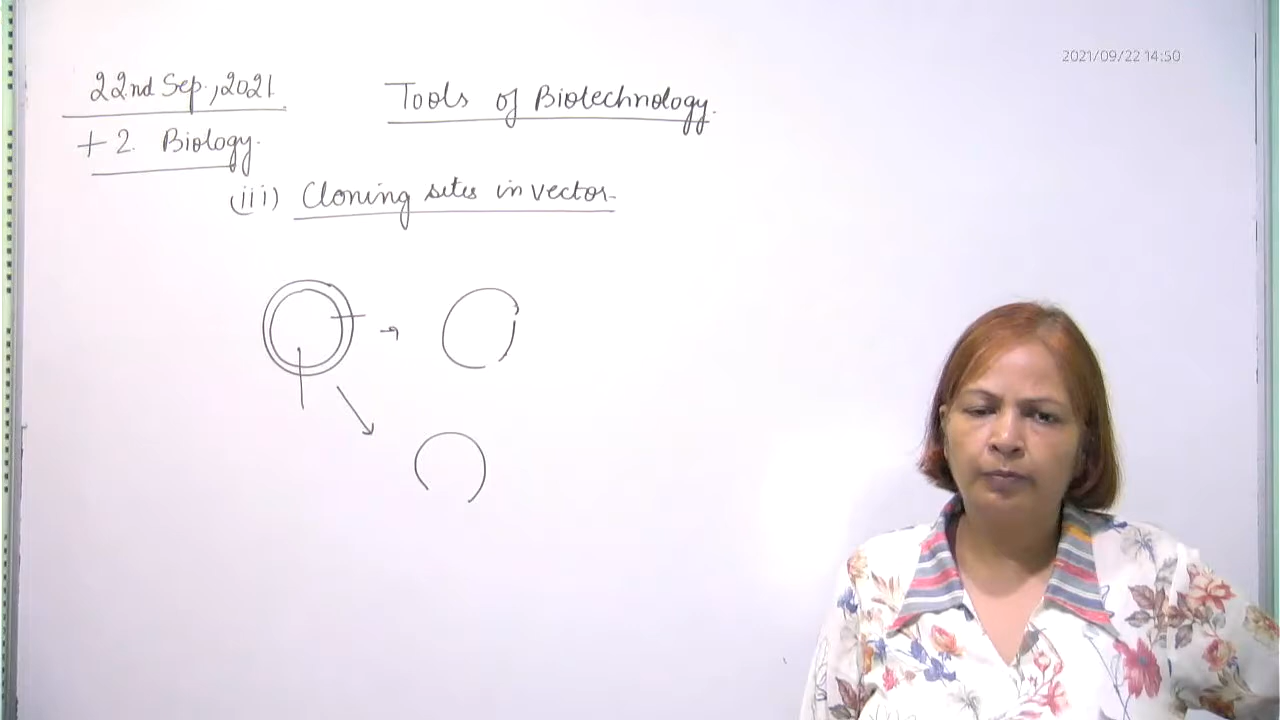 2021/09/22 14:50
22nd Sep., 2021
Tools of Biotechnology.
+2. Biology.
(iii) Cloning sites in vector.